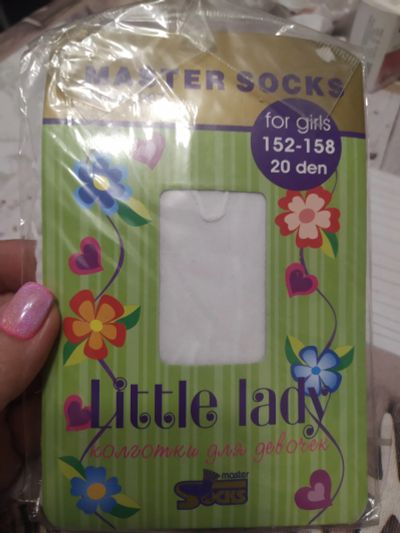 MASTER SOCKS
for girls
152-158
20 den
Little lady
колготки для девочек
master
SOCKS